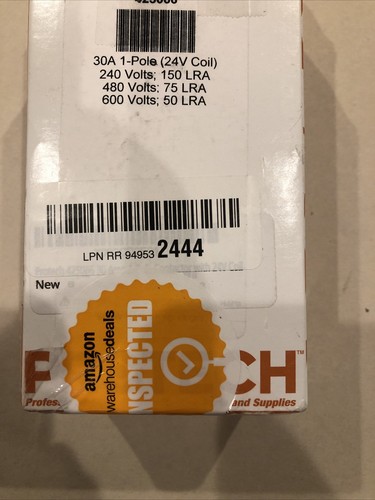 30A 1-Pole (24V Coil)
240 Volts; 150 LRA
480 Volts; 75 LRA
600 Volts; 50 LRA
LPN RR 94953 2444
New
amazon
warehousedeals
INSPECTED
CH™
and Supplies